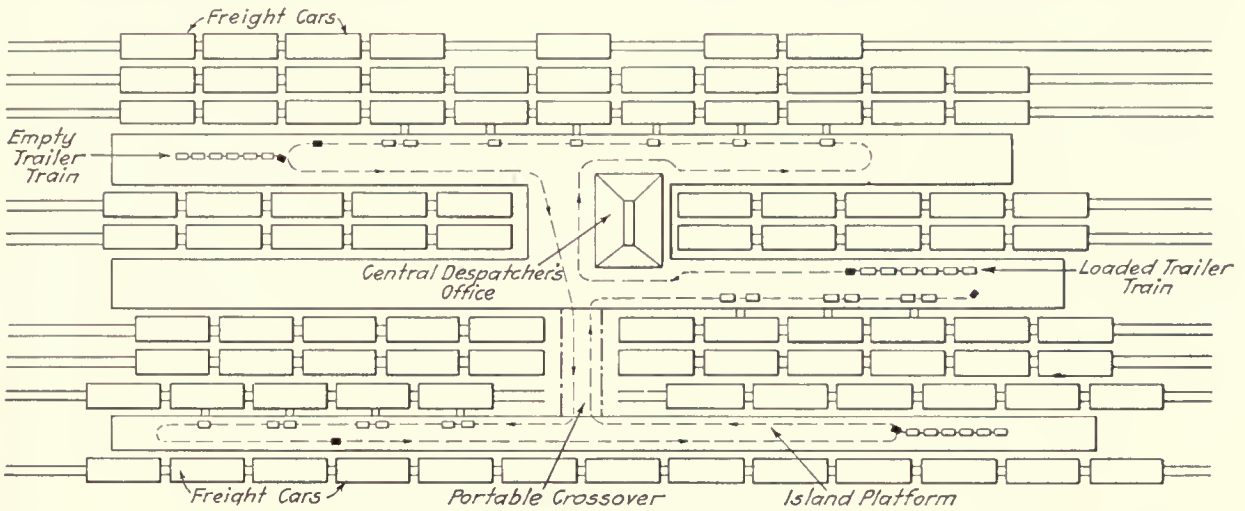 Freight Cars
Empty
Trailer
Train
Central Despatcher's
Office
Loaded Trailer
Train
Freight Cars
Portable Crossover
Island Platform